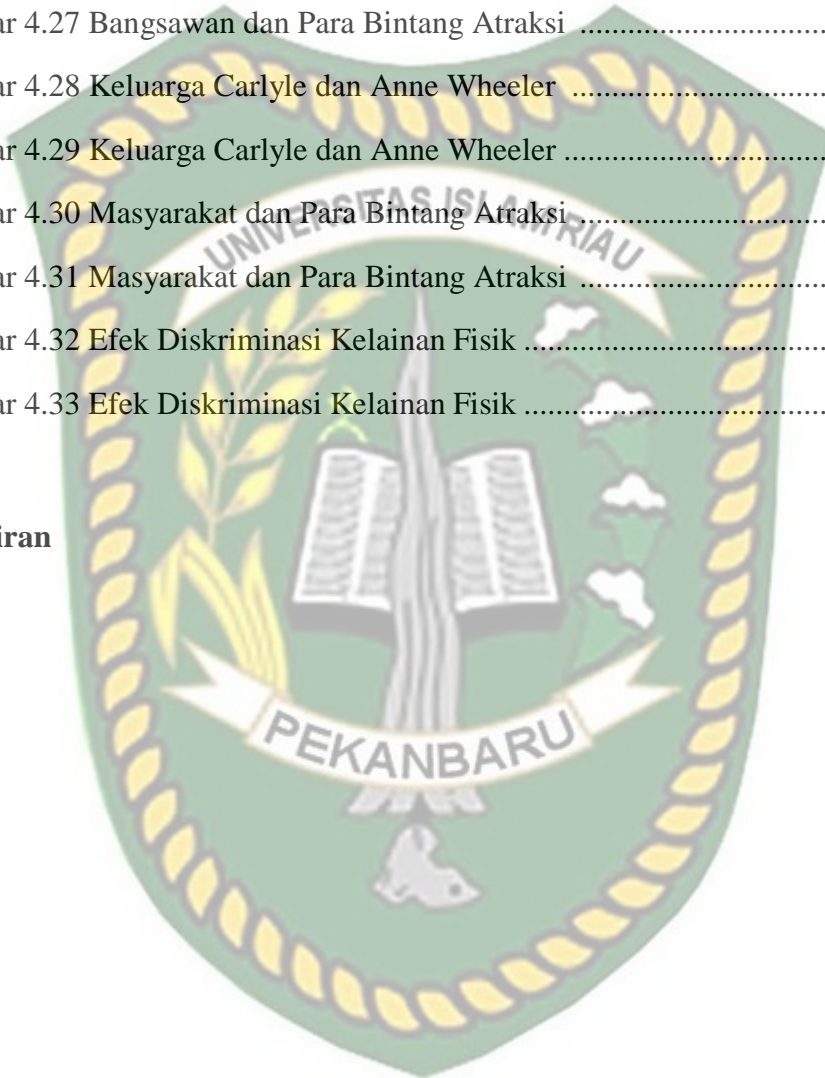 ar 4.27 Bangsawan dan Para Bintang Atraksi ..............................
ar 4.28 Keluarga Carlyle dan Anne Wheeler ...............................
ar 4.29 Keluarga Carlyle dan Anne Wheeler ................................
UNIVERSITAS ISLAM RIAU
ar 4.30 Masyarakat dan Para Bintang Atraksi ..............................
ar 4.31 Masyarakat dan Para Bintang Atraksi ..............................
ar 4.32 Efek Diskriminasi Kelainan Fisik .....................................
ar 4.33 Efek Diskriminasi Kelainan Fisik .....................................
iran
PEKANBARU